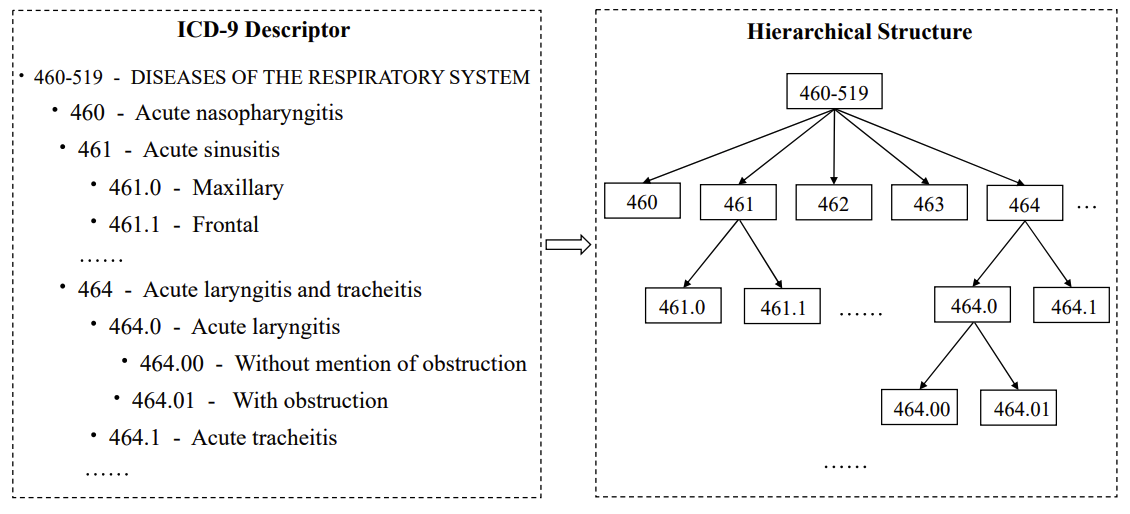 ICD-9 Descriptor
• 460-519 - DISEASES OF THE RESPIRATORY SYSTEM
• 460 - Acute nasopharyngitis
• 461 - Acute sinusitis
• 461.0 - Maxillary
• 461.1 - Frontal
......
• 464 - Acute laryngitis and tracheitis
• 464.0 - Acute laryngitis
• 464.00 - Without mention of obstruction
• 464.01 - With obstruction
• 464.1 - Acute tracheitis
......
Hierarchical Structure
460-519
460 461 462 463 464 ...
461.0 461.1 ...... 464.0 464.1
464.00 464.01
......